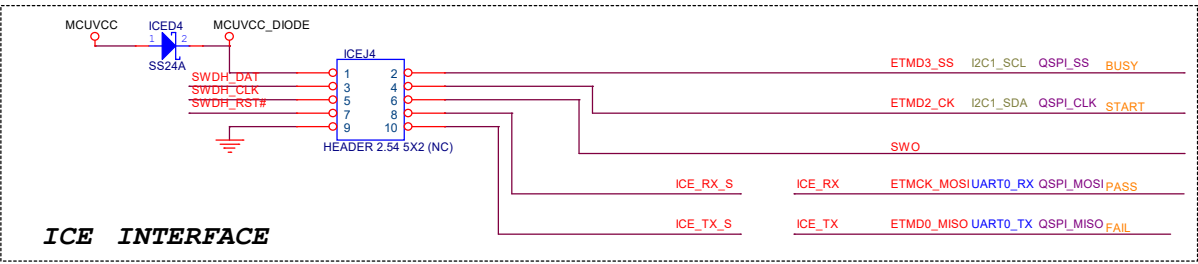 MCUVCC ICED4 MCUVCC_DIODE
1 2
SS24A
ICEJ4
ETMD3_SS I2C1_SCL QSPI_SS BUSY
1 2
SWDH_DAT
3 4
SWDH_CLK
5 6
ETMD2_CK I2C1_SDA QSPI_CLK START
SWDH_RST#
7 8
9 10
HEADER 2.54 5X2 (NC)
SWO
ICE_RX_S ICE_RX ETMCK_MOSI UART0_RX QSPI_MOSI PASS
ICE_TX_S ICE_TX ETMD0_MISO UART0_TX QSPI_MISO FAIL
ICE INTERFACE